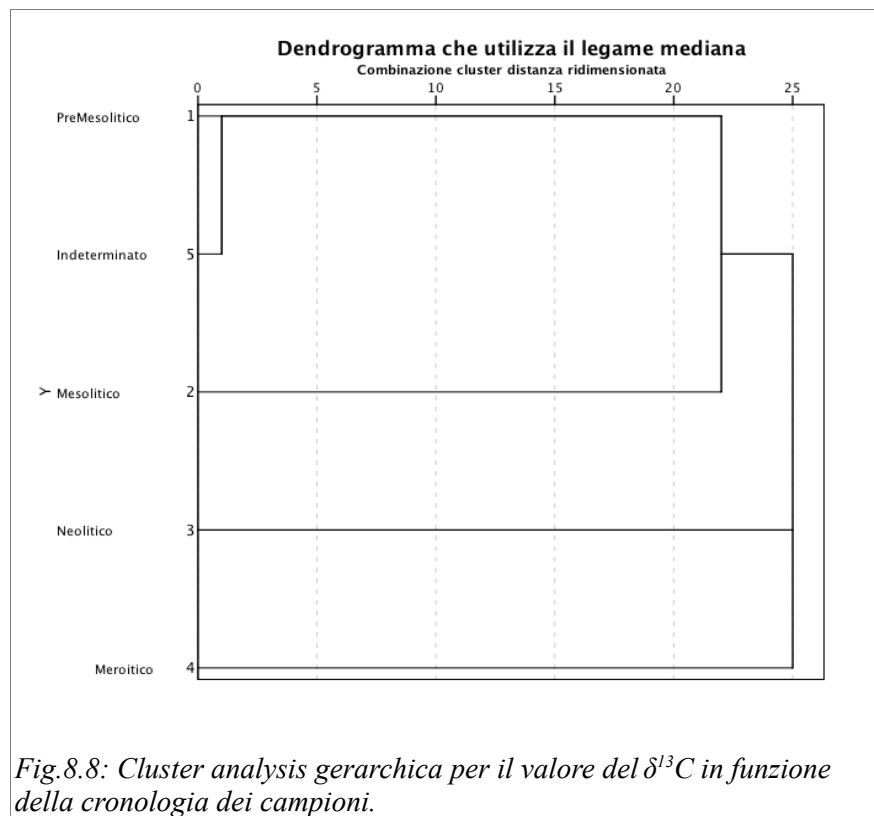 Dendrogramma che utilizza il legame mediana
Combinazione cluster distanza ridimensionata
0 5 10 15 20 25
PreMesolitico 1
Indeterminato 5
Y Mesolitico 2
Neolitico 3
Meroitico 4
Fig.8.8: Cluster analysis gerarchica per il valore del δ¹³C in funzione
della cronologia dei campioni.